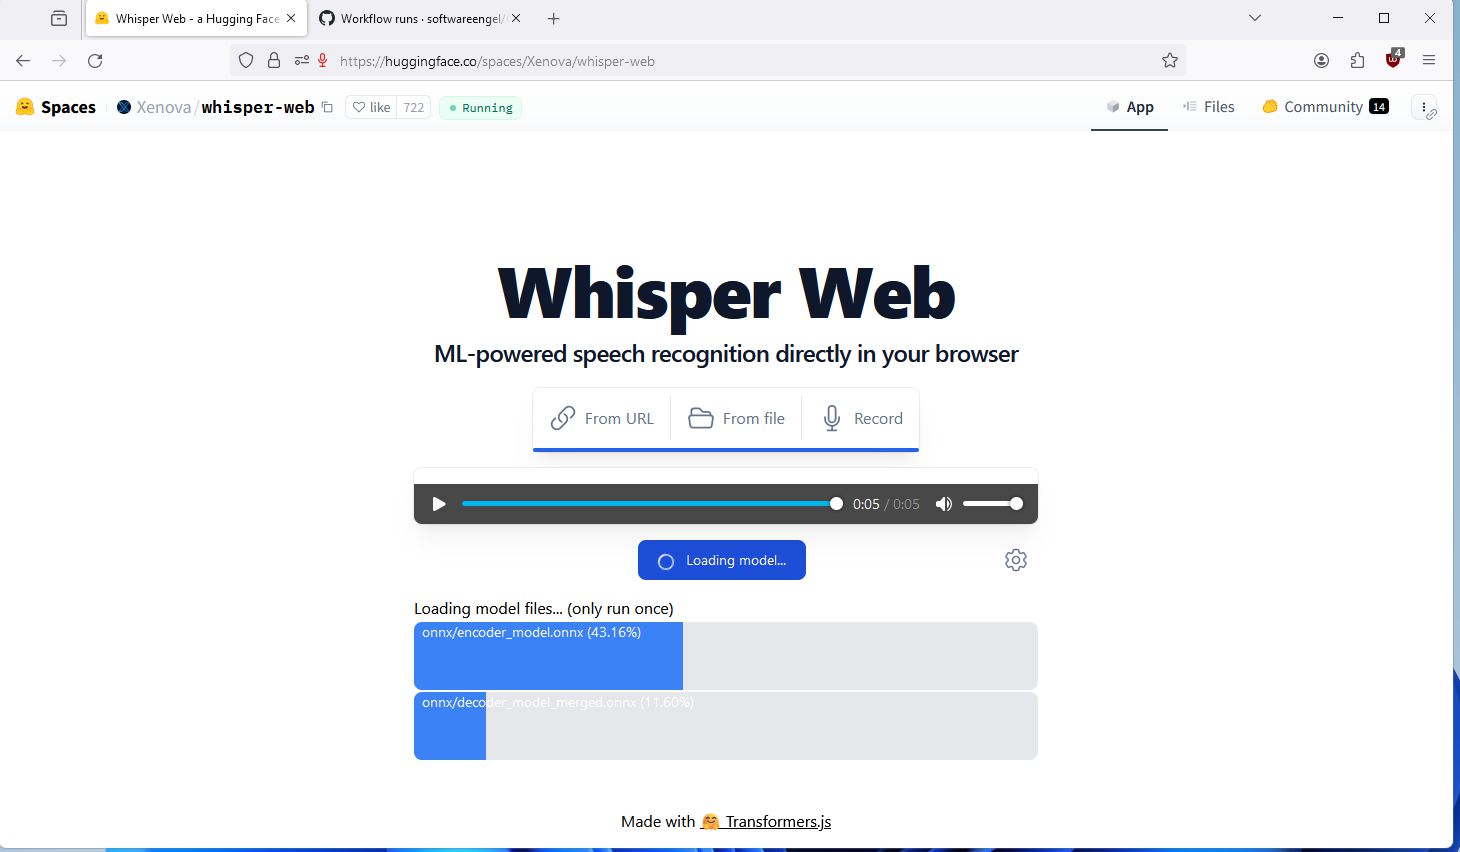 Whisper Web - a Hugging Face
Workflow runs · softwareengel/
https://huggingface.co/spaces/Xenova/whisper-web
4
Spaces
Xenova/whisper-web
like
722
Running
App
Files
Community
14
Whisper Web
ML-powered speech recognition directly in your browser
From URL
From file
Record
0:05 / 0:05
Loading model...
Loading model files... (only run once)
onnx/encoder_model.onnx (43.16%)
onnx/decoder_model_merged.onnx (11.60%)
Made with 🤗 Transformers.js